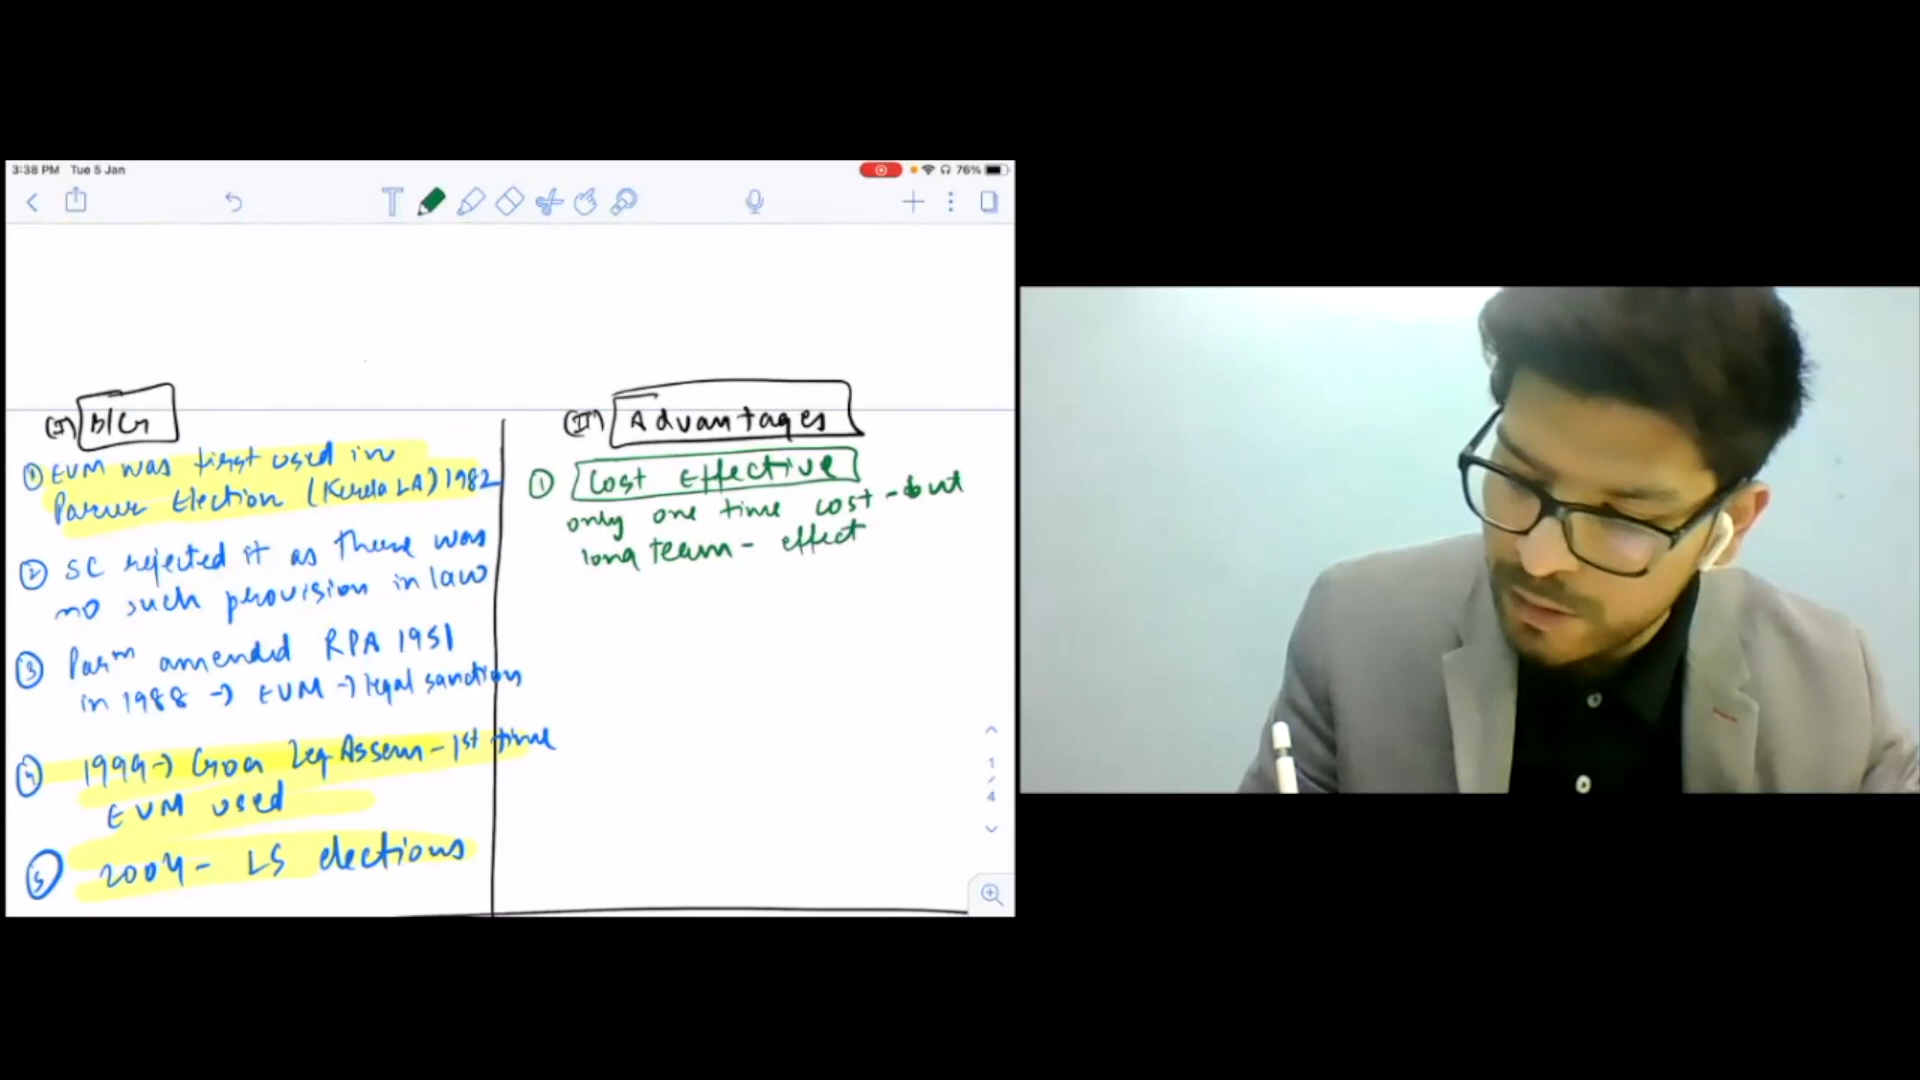 3:38 PM Tue 5 Jan
76%
(I) B/G
① EVM was first used in
Parur Election (Kerela LA) 1982
② SC rejected it as there was
no such provision in law
③ Parᵐ amended RPA 1951
in 1988 → EVM → legal sanction
④ 1999 → Goa Leg Assem - 1st time
EVM used
⑤ 2004 - LS elections
(II) Advantages
① Cost Effective
only one time cost - but
long team - effect
1
/
4